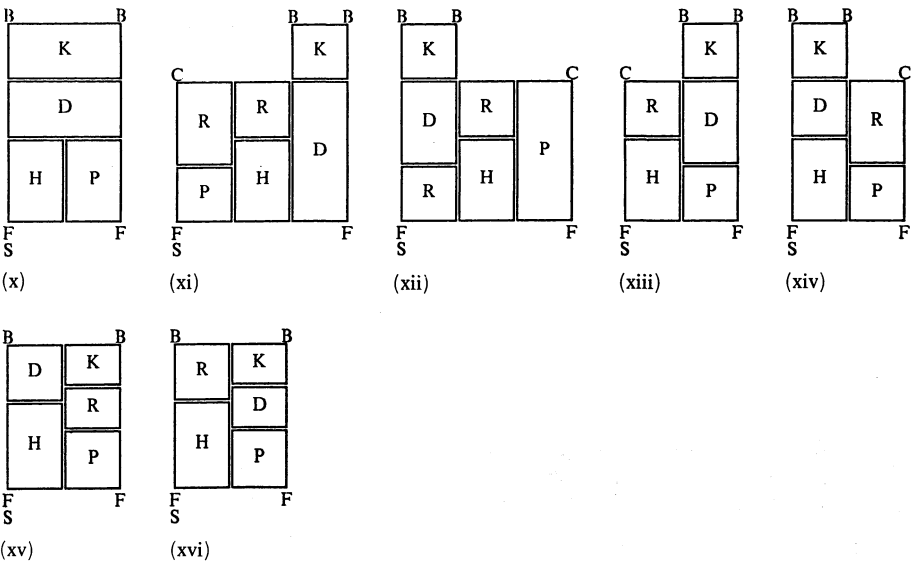 B B
K
D
H P
F F
S
(x)
B B
K
C
R R D
P H
F F
S
(xi)
B B
K
C
D R P
R H
F F
S
(xii)
B B
K
C
R D
H P
F F
S
(xiii)
B B
K
C
D R
H P
F F
S
(xiv)
B B
D K
R
H P
F F
S
(xv)
B B
R K
D
H P
F F
S
(xvi)